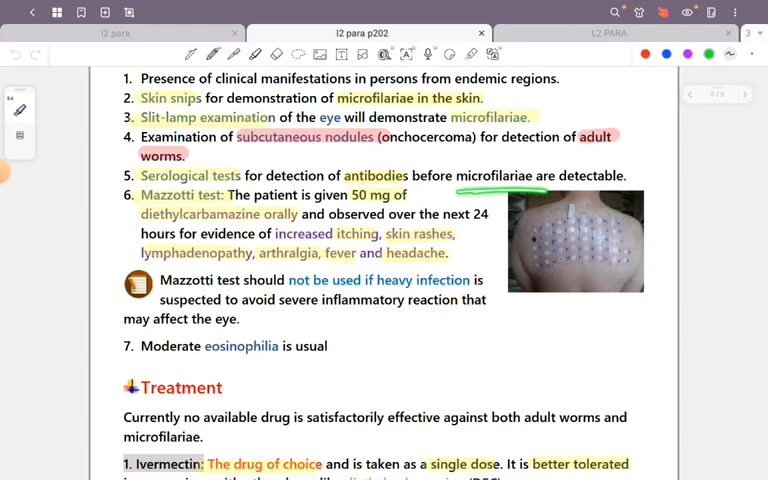 l2 para
l2 para p202
L2 PARA
3
0.4
5/8
1. Presence of clinical manifestations in persons from endemic regions.
2. Skin snips for demonstration of microfilariae in the skin.
3. Slit-lamp examination of the eye will demonstrate microfilariae.
4. Examination of subcutaneous nodules (onchocercoma) for detection of adult
worms.
5. Serological tests for detection of antibodies before microfilariae are detectable.
6. Mazzotti test: The patient is given 50 mg of
diethylcarbamazine orally and observed over the next 24
hours for evidence of increased itching, skin rashes,
lymphadenopathy, arthralgia, fever and headache.
Mazzotti test should not be used if heavy infection is
suspected to avoid severe inflammatory reaction that
may affect the eye.
7. Moderate eosinophilia is usual
Treatment
Currently no available drug is satisfactorily effective against both adult worms and
microfilariae.
1. Ivermectin: The drug of choice and is taken as a single dose. It is better tolerated